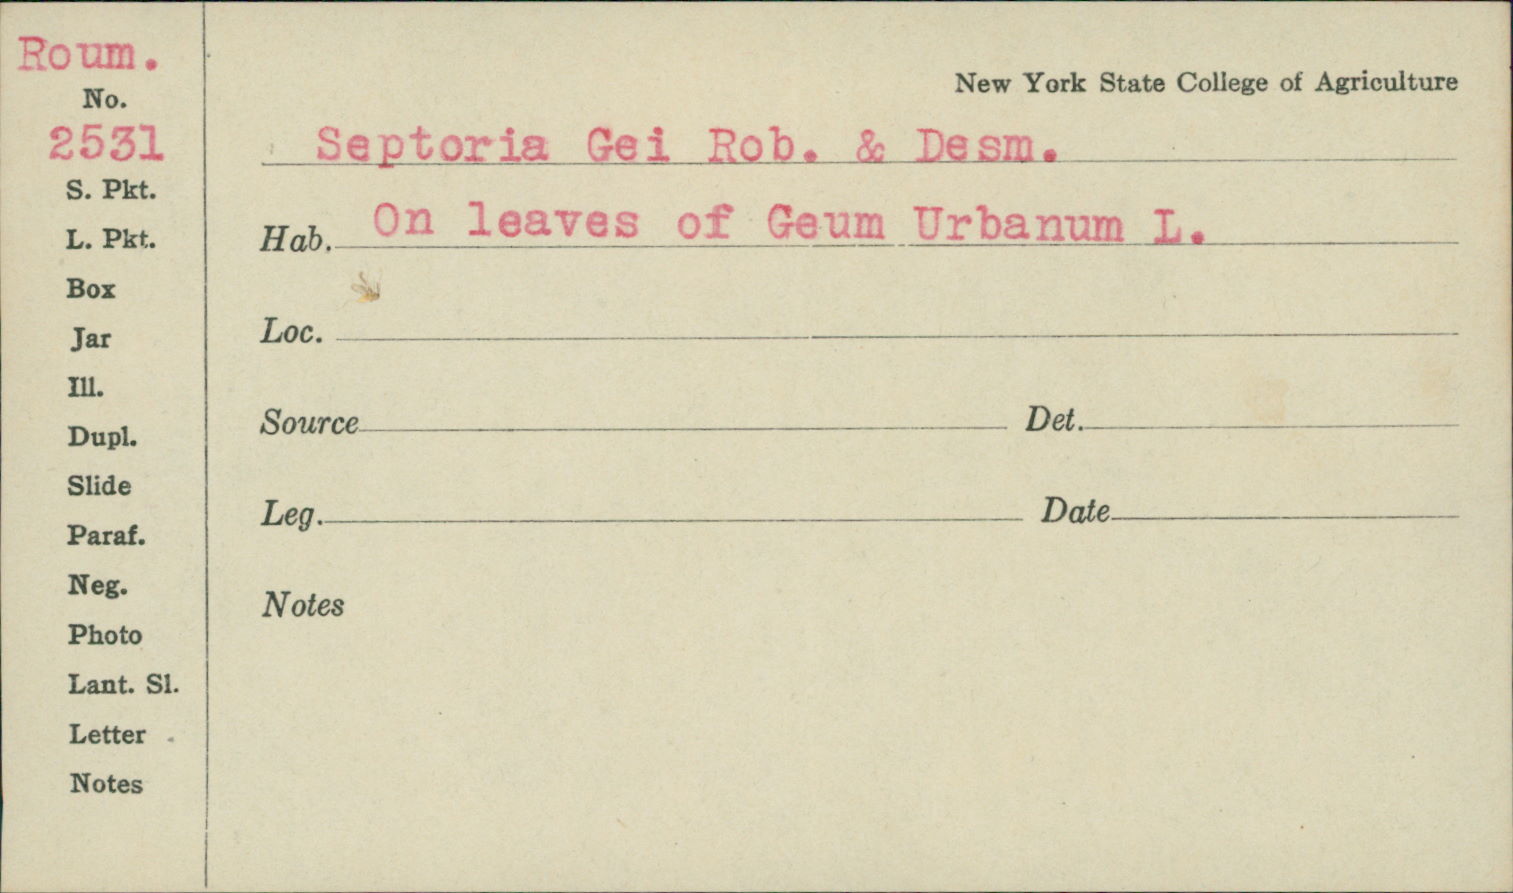 Roum.
No.
2531
S. Pkt.
L. Pkt.
Box
Jar
Ill.
Dupl.
Slide
Paraf.
Neg.
Photo
Lant. Sl.
Letter
Notes
New York State College of Agriculture
Septoria Gei Rob. & Desm.
Hab. On leaves of Geum Urbanum L.
Loc.
Source Det.
Leg. Date
Notes